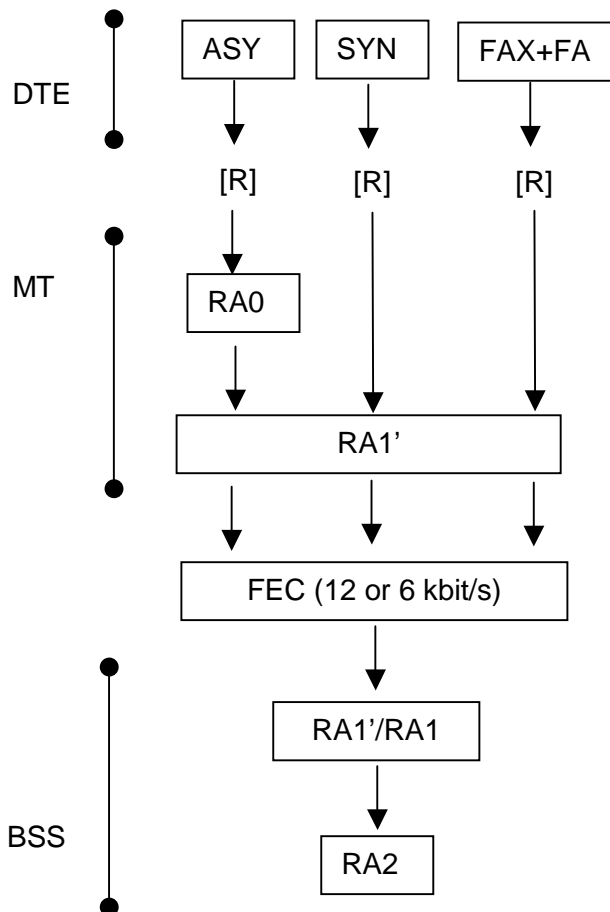 ASY SYN FAX+FA
DTE
[R] [R] [R]
MT
RA0
RA1’
FEC (12 or 6 kbit/s)
RA1’/RA1
BSS
RA2